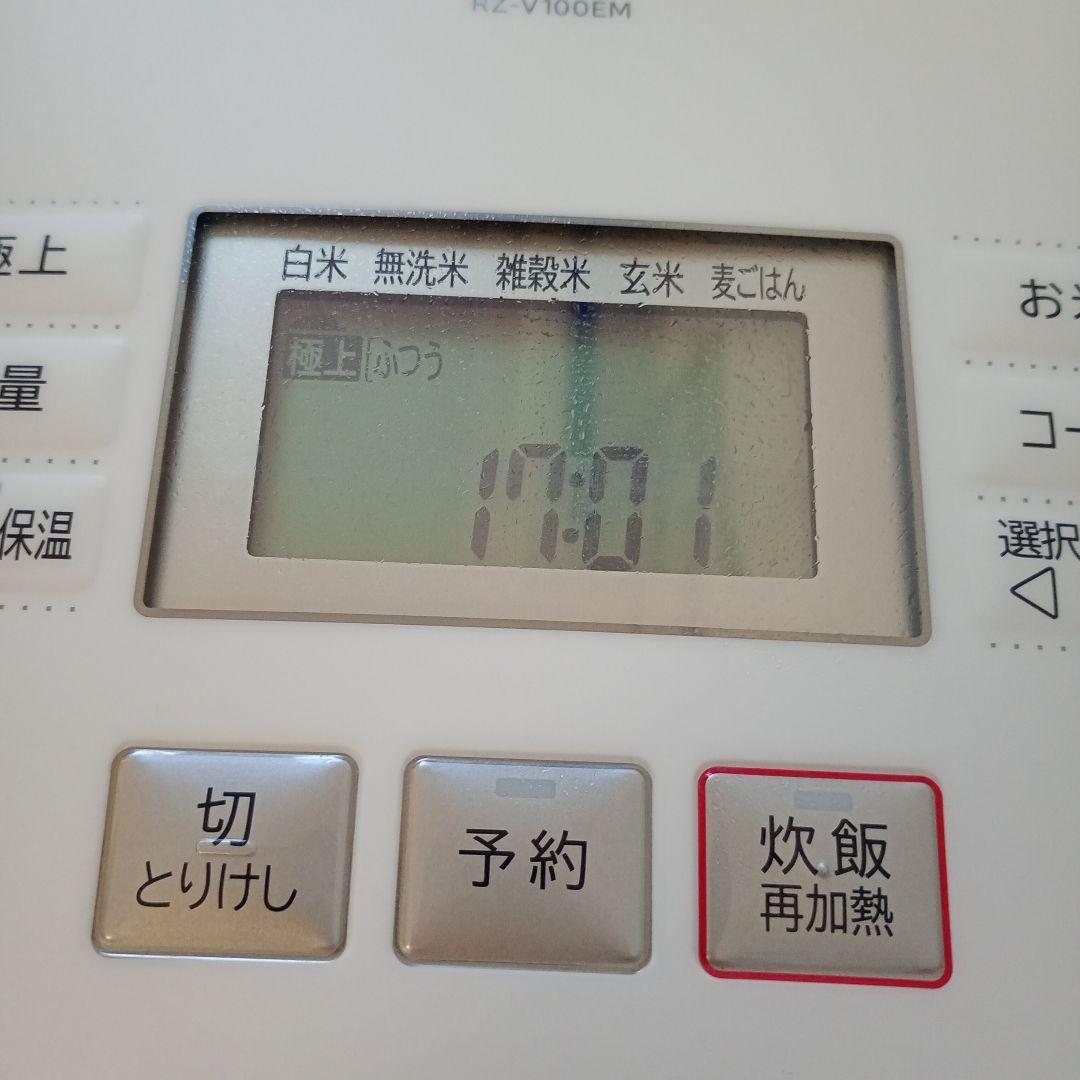 RZ-V100EM
極上
量
保温
白米 無洗米 雑穀米 玄米 麦ごはん
極上 ふつう
17:01
お
コー
選択
◁
切
とりけし
予約
炊飯
再加熱